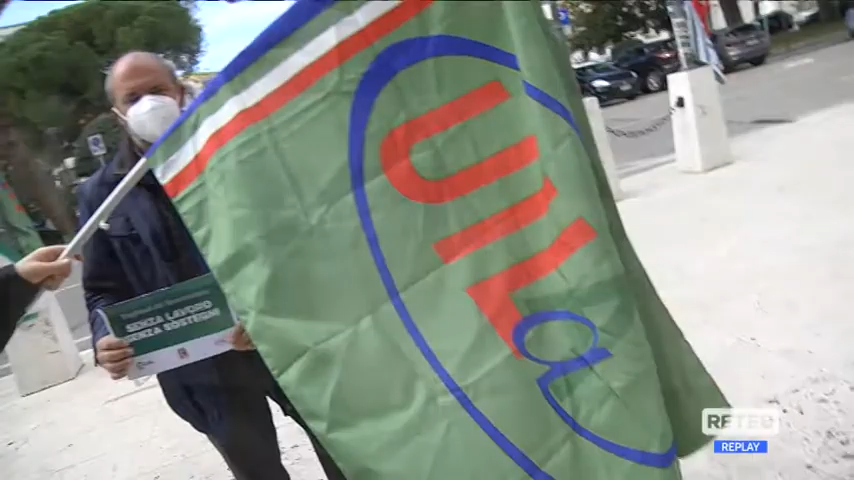 UIL
a
SENZA LAVORO
SENZA SOSTEGNI
RETE8
REPLAY